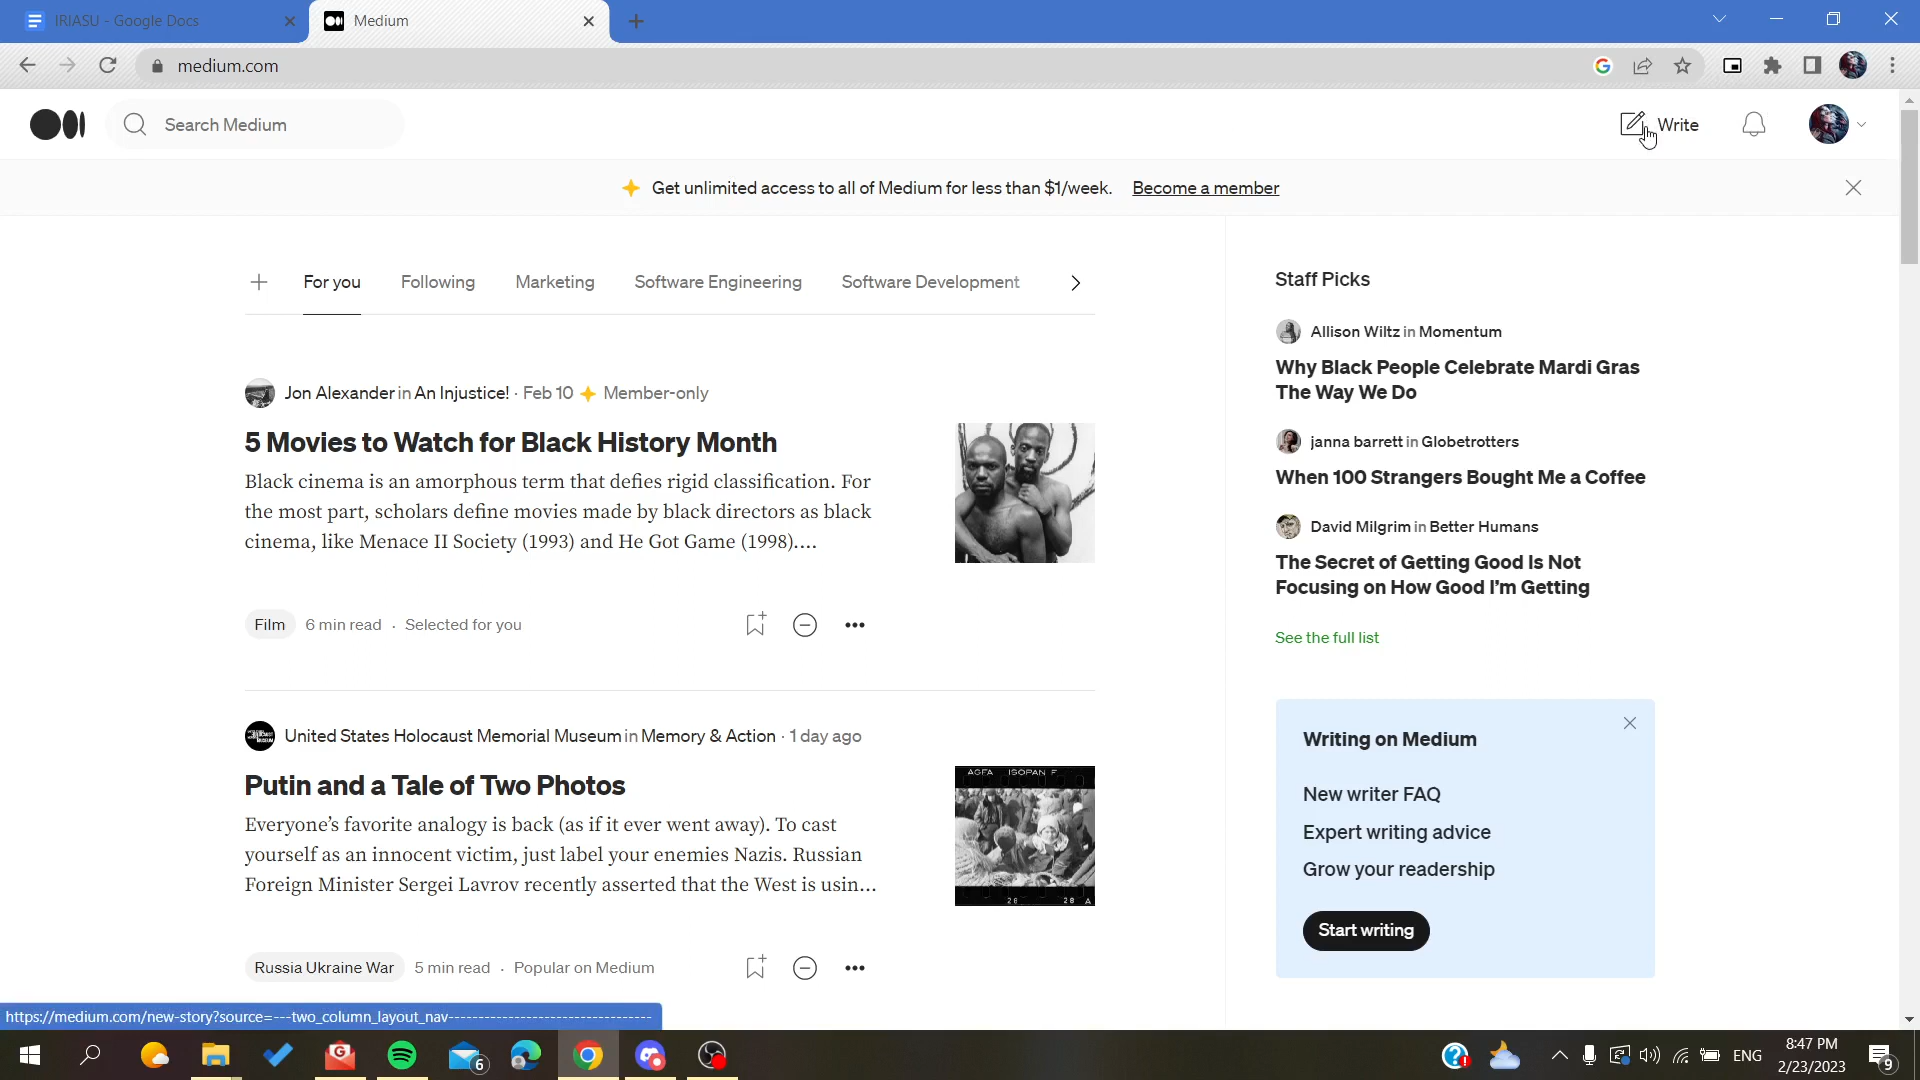 IRIASU - Google Docs
Medium
medium.com
Search Medium
Write
Get unlimited access to all of Medium for less than $1/week. Become a member
For you Following Marketing Software Engineering Software Development
Jon Alexander in An Injustice! · Feb 10 Member-only
5 Movies to Watch for Black History Month
Black cinema is an amorphous term that defies rigid classification. For
the most part, scholars define movies made by black directors as black
cinema, like Menace II Society (1993) and He Got Game (1998)....
Film 6 min read · Selected for you
United States Holocaust Memorial Museum in Memory & Action · 1 day ago
Putin and a Tale of Two Photos
Everyone's favorite analogy is back (as if it ever went away). To cast
yourself as an innocent victim, just label your enemies Nazis. Russian
Foreign Minister Sergei Lavrov recently asserted that the West is usin...
AGFA ISOPAN F
28 28 A
Russia Ukraine War 5 min read · Popular on Medium
Staff Picks
Allison Wiltz in Momentum
Why Black People Celebrate Mardi Gras
The Way We Do
janna barrett in Globetrotters
When 100 Strangers Bought Me a Coffee
David Milgrim in Better Humans
The Secret of Getting Good Is Not
Focusing on How Good I'm Getting
See the full list
Writing on Medium
New writer FAQ
Expert writing advice
Grow your readership
Start writing
https://medium.com/new-story?source=---two_column_layout_nav----------------------------------
6
ENG
8:47 PM
2/23/2023
9